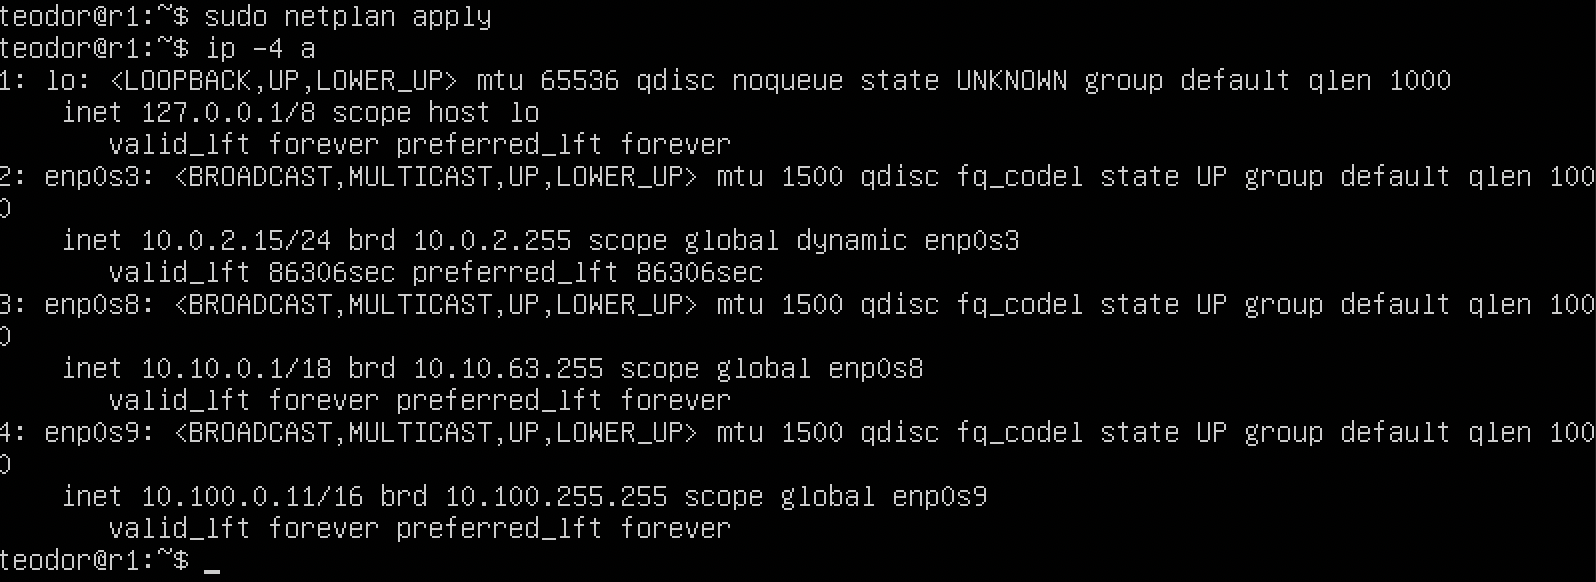 teodor@r1:~$ sudo netplan apply
teodor@r1:~$ ip -4 a
1: lo: <LOOPBACK,UP,LOWER_UP> mtu 65536 qdisc noqueue state UNKNOWN group default qlen 1000
    inet 127.0.0.1/8 scope host lo
       valid_lft forever preferred_lft forever
2: enp0s3: <BROADCAST,MULTICAST,UP,LOWER_UP> mtu 1500 qdisc fq_codel state UP group default qlen 100
0
    inet 10.0.2.15/24 brd 10.0.2.255 scope global dynamic enp0s3
       valid_lft 86306sec preferred_lft 86306sec
3: enp0s8: <BROADCAST,MULTICAST,UP,LOWER_UP> mtu 1500 qdisc fq_codel state UP group default qlen 100
0
    inet 10.10.0.1/18 brd 10.10.63.255 scope global enp0s8
       valid_lft forever preferred_lft forever
4: enp0s9: <BROADCAST,MULTICAST,UP,LOWER_UP> mtu 1500 qdisc fq_codel state UP group default qlen 100
0
    inet 10.100.0.11/16 brd 10.100.255.255 scope global enp0s9
       valid_lft forever preferred_lft forever
teodor@r1:~$ _